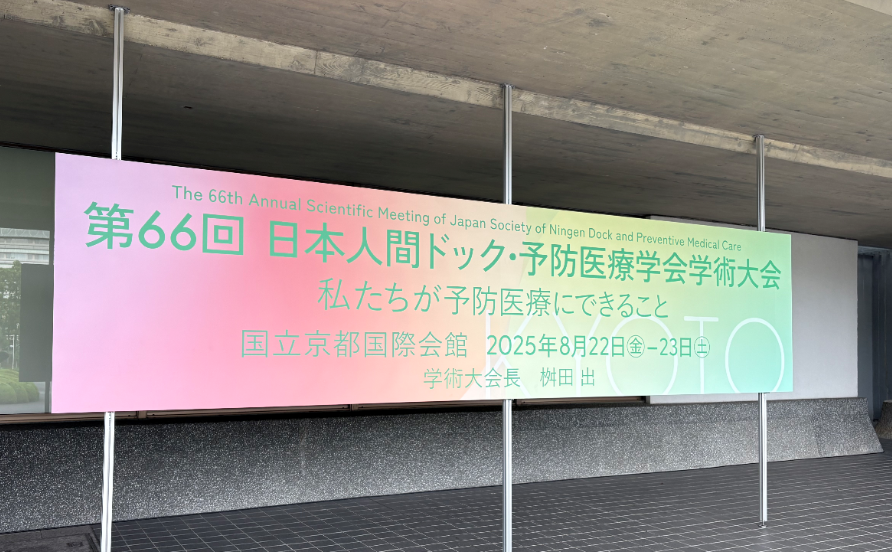 The 66th Annual Scientific Meeting of Japan Society of Ningen Dock and Preventive Medical Care
第66回 日本人間ドック・予防医療学会学術大会
私たちが予防医療にできること
国立京都国際会館 2025年8月22日㊎–23日㊏
学術大会長 桝田 出
KYOTO